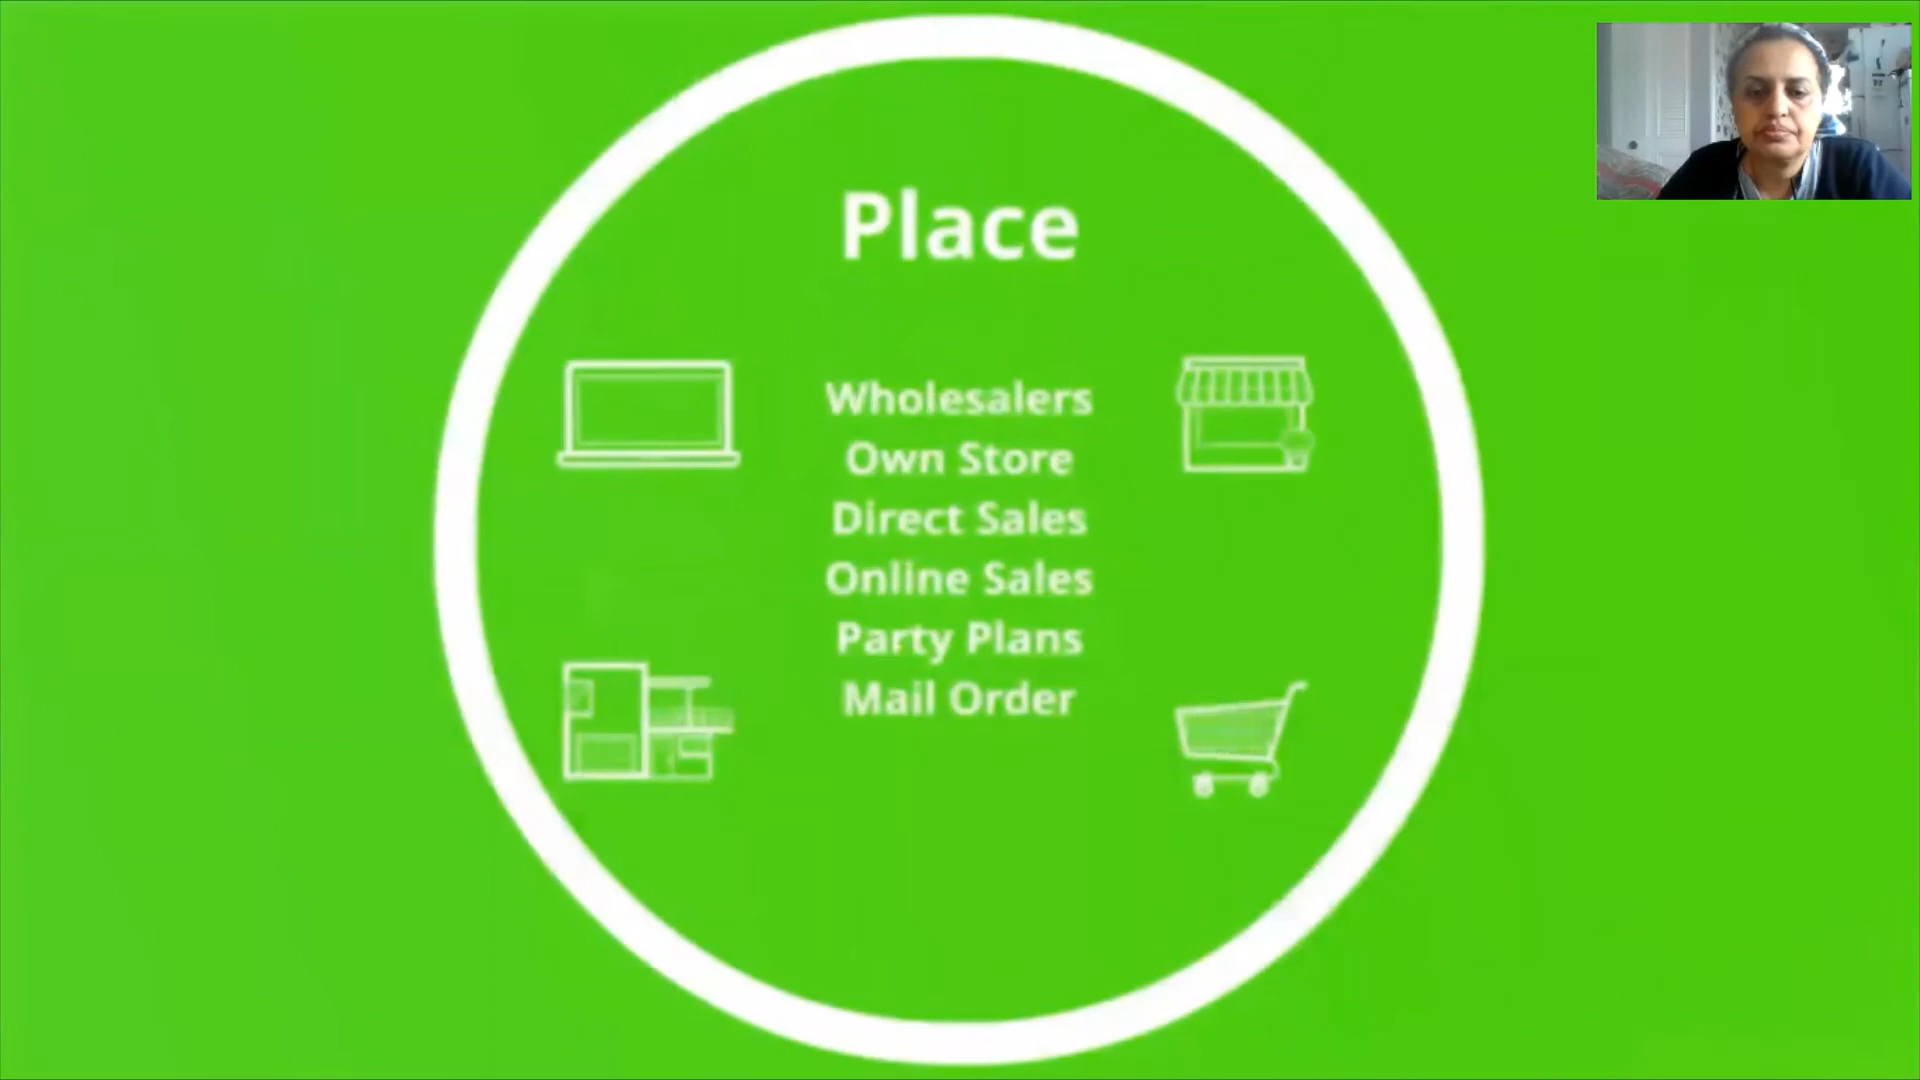 Place
Wholesalers
Own Store
Direct Sales
Online Sales
Party Plans
Mail Order